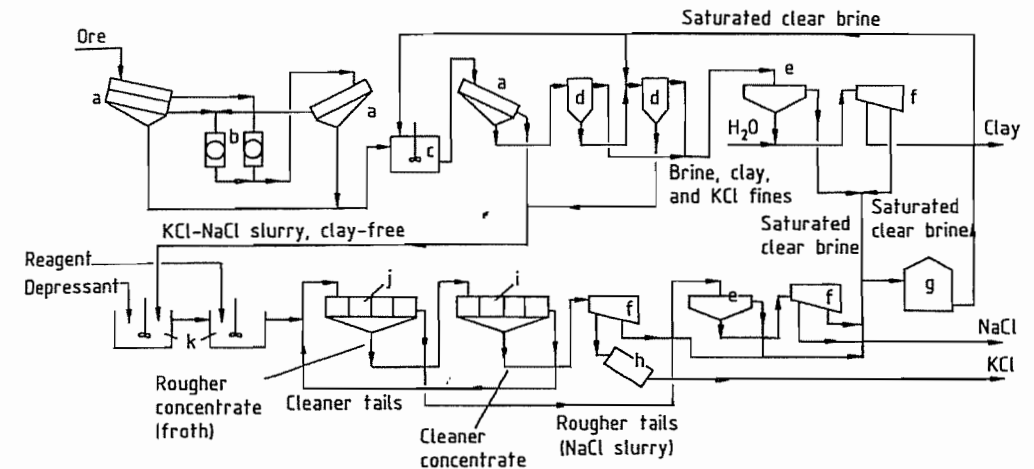 Saturated clear brine
Ore
a
a
a
b
c
d
d
e
f
H₂O
Clay
Brine, clay,
and KCl fines
KCl-NaCl slurry, clay-free
Saturated
clear brine
Saturated
clear brine
Reagent
Depressant
k
j
i
f
h
e
f
g
NaCl
KCl
Rougher
concentrate
(froth)
Cleaner tails
Cleaner
concentrate
Rougher tails
(NaCl slurry)